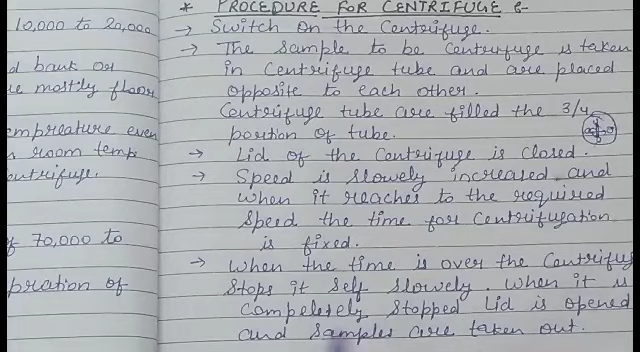 10,000 to 20,000
d bank or
mostly floor
empreature even
room temp
entrifuge.
70,000 to
pration of
* PROCEDURE FOR CENTRIFUGE :-
→ Switch on the Centrifuge.
→ The sample to be centrifuge is taken
in centrifuge tube and are placed
opposite to each other.
Centrifuge tube are filled the 3/4
portion of tube.
→ Lid of the Centrifuge is closed.
→ Speed is slowely increased and
when it reaches to the required
speed the time for centrifugation
is fixed.
→ When the time is over the Centrifug
stops it self slowely. When it is
compeletely stopped Lid is opened
and samples are taken out.